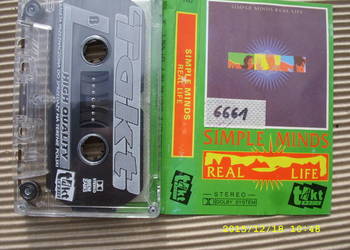 B
takt
HIGH QUALITY
SIMPLE MINDS
REAL LIFE
SIMPLE MINDS REAL LIFE
6661
SIMPLE MINDS
REAL LIFE
STEREO
DOLBY SYSTEM
takt
takt
2015/12/18 10:48